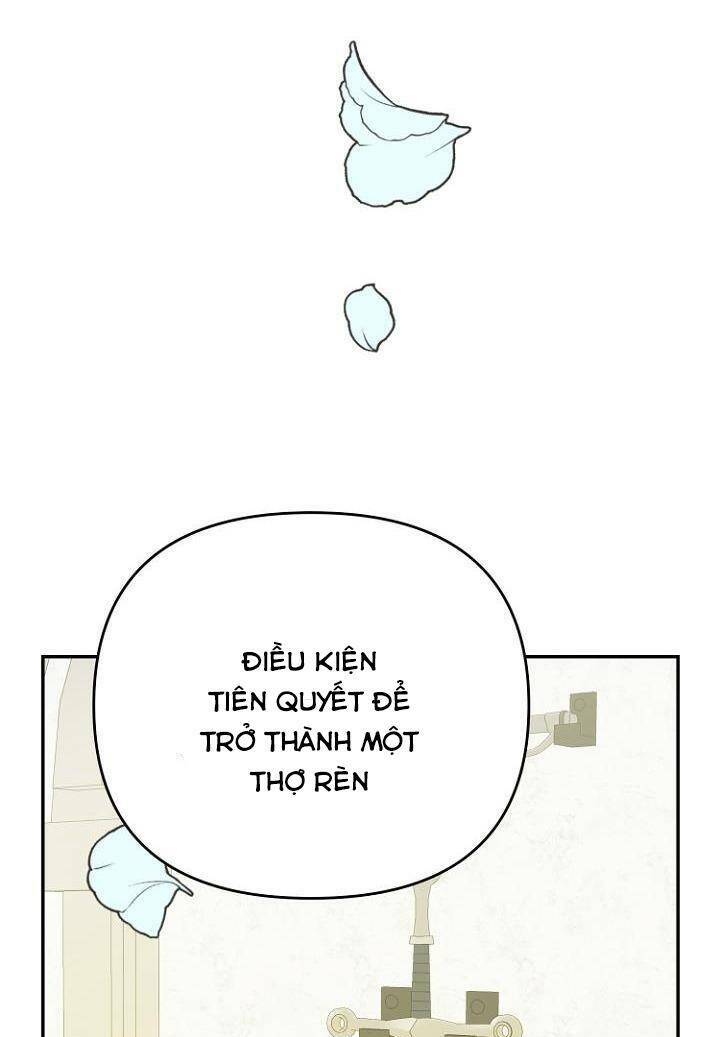 ĐIỀU KIỆN
TIÊN QUYẾT ĐỂ
TRỞ THÀNH MỘT
THỢ RÈN